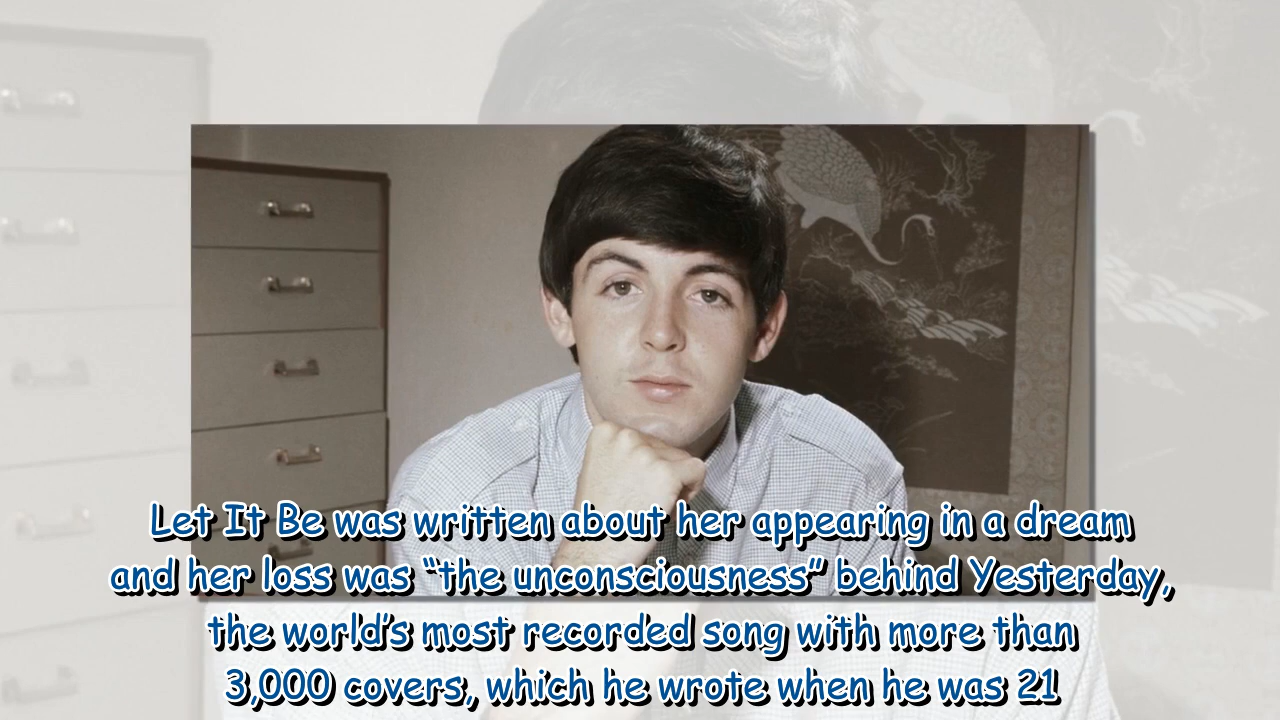 Let It Be was written about her appearing in a dream
and her loss was “the unconsciousness” behind Yesterday,
the world’s most recorded song with more than
3,000 covers, which he wrote when he was 21